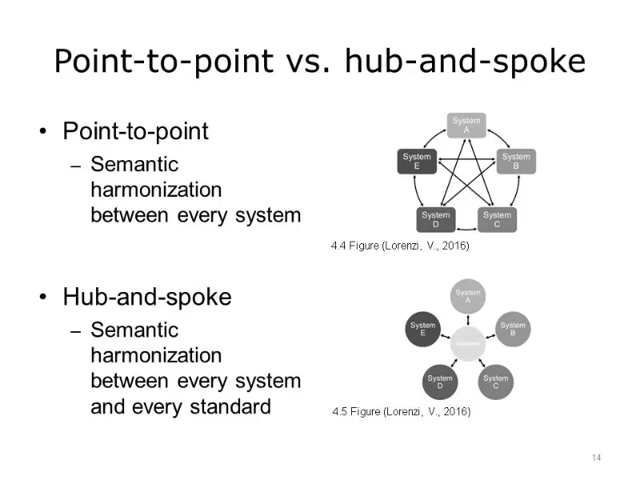 Point-to-point vs. hub-and-spoke
• Point-to-point
– Semantic
harmonization
between every system
System
A
System
E
System
B
System
D
System
C
4.4 Figure (Lorenzi, V., 2016)
• Hub-and-spoke
– Semantic
harmonization
between every system
and every standard
System
A
System
E
System
B
System
D
System
C
4.5 Figure (Lorenzi, V., 2016)
14